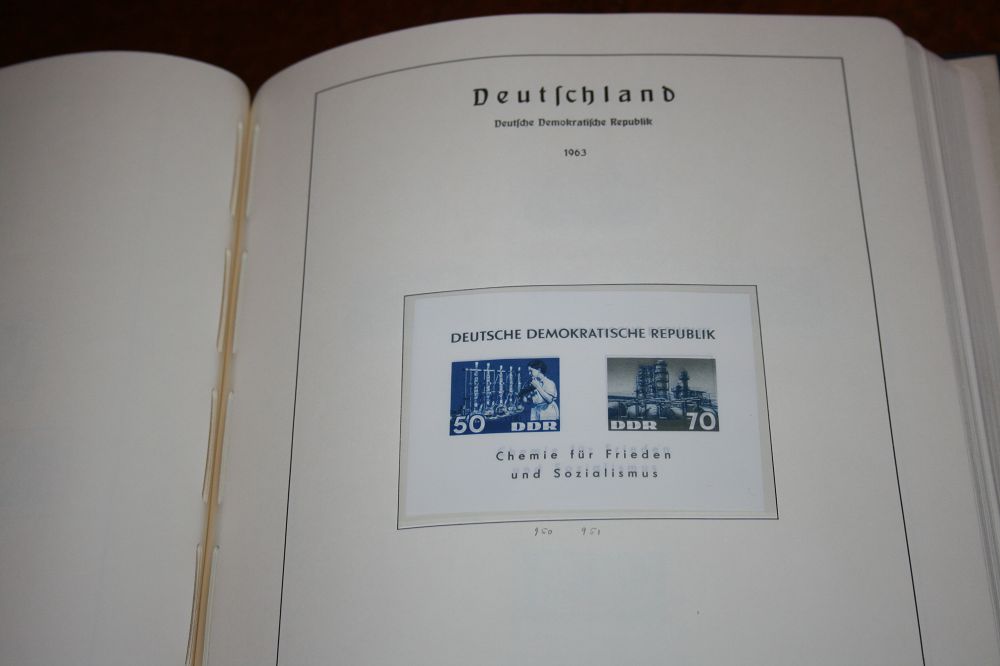 Deutschland
Deutsche Demokratische Republik
1963
DEUTSCHE DEMOKRATISCHE REPUBLIK
50 DDR
DDR 70
Chemie für Frieden
und Sozialismus
950 951